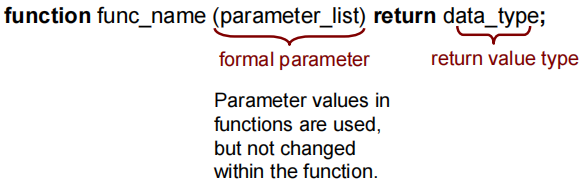 function func_name (parameter_list) return data_type;
formal parameter return value type
Parameter values in
functions are used,
but not changed
within the function.